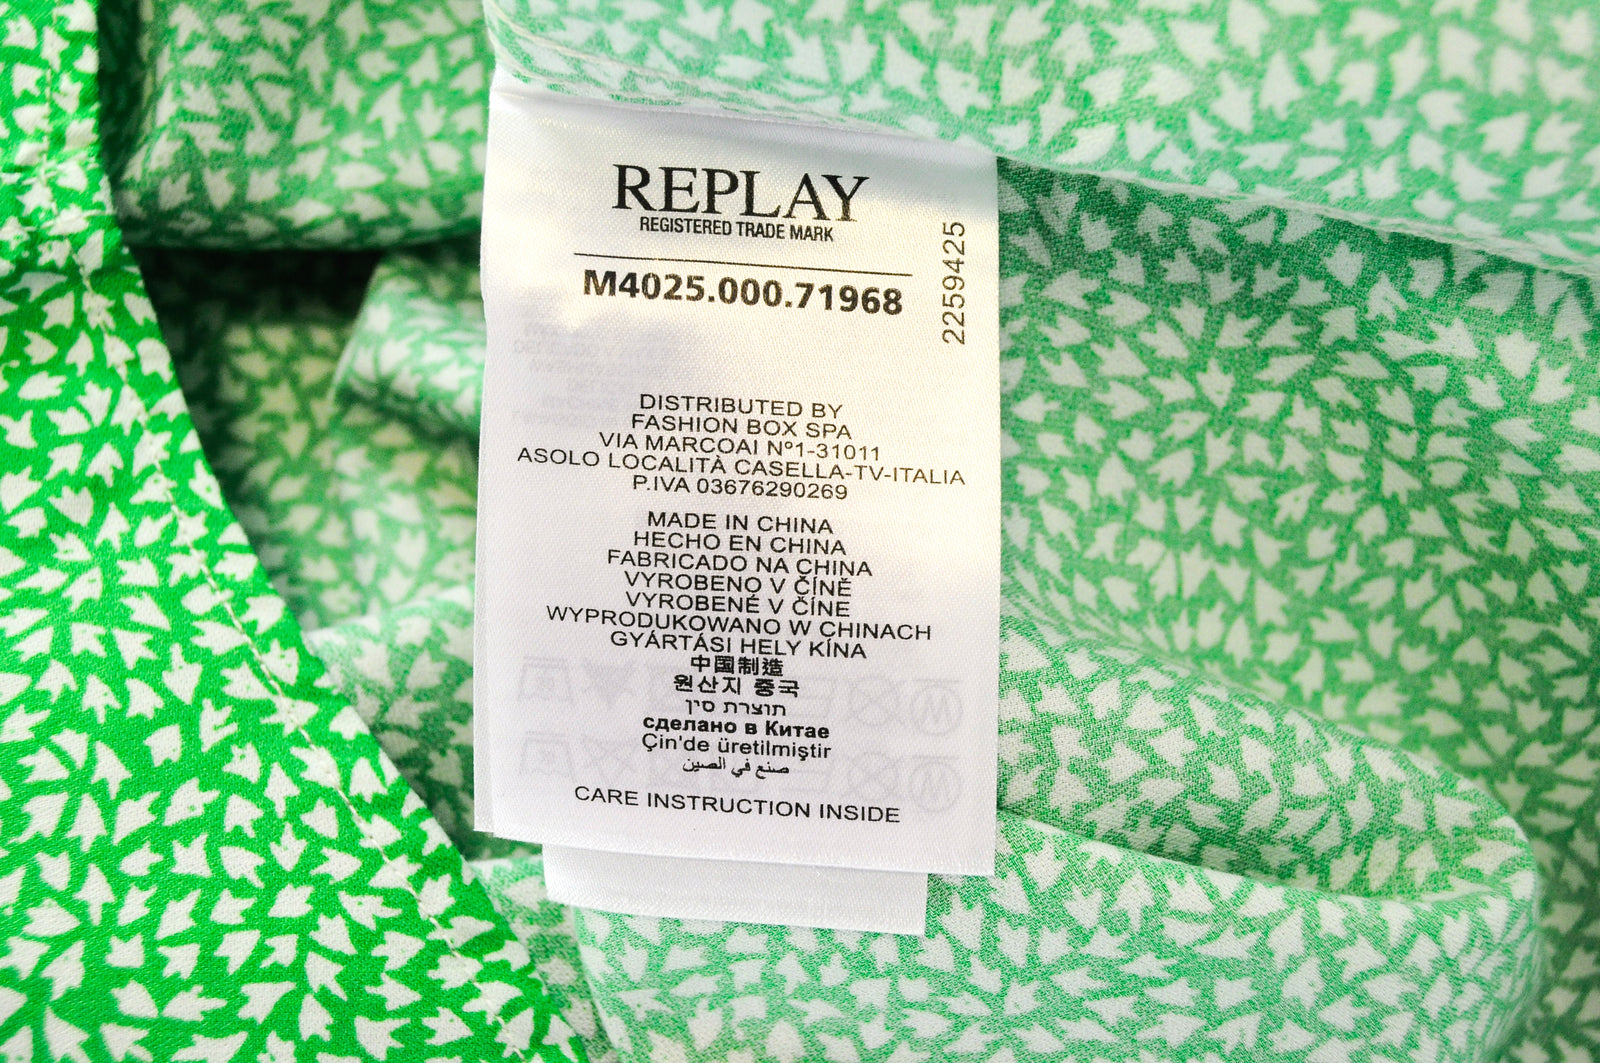 REPLAY
REGISTERED TRADE MARK
M4025.000.71968
2259425
DISTRIBUTED BY
FASHION BOX SPA
VIA MARCOAI Nº1-31011
ASOLO LOCALITÀ CASELLA-TV-ITALIA
P.IVA 03676290269
MADE IN CHINA
HECHO EN CHINA
FABRICADO NA CHINA
VYROBENO V ČÍNĚ
VYROBENÉ V ČÍNE
WYPRODUKOWANO W CHINACH
GYÁRTÁSI HELY KÍNA
中国制造
원산지 중국
תוצרת סין
сделано в Китае
Çin'de üretilmiştir
صنع في الصين
CARE INSTRUCTION INSIDE